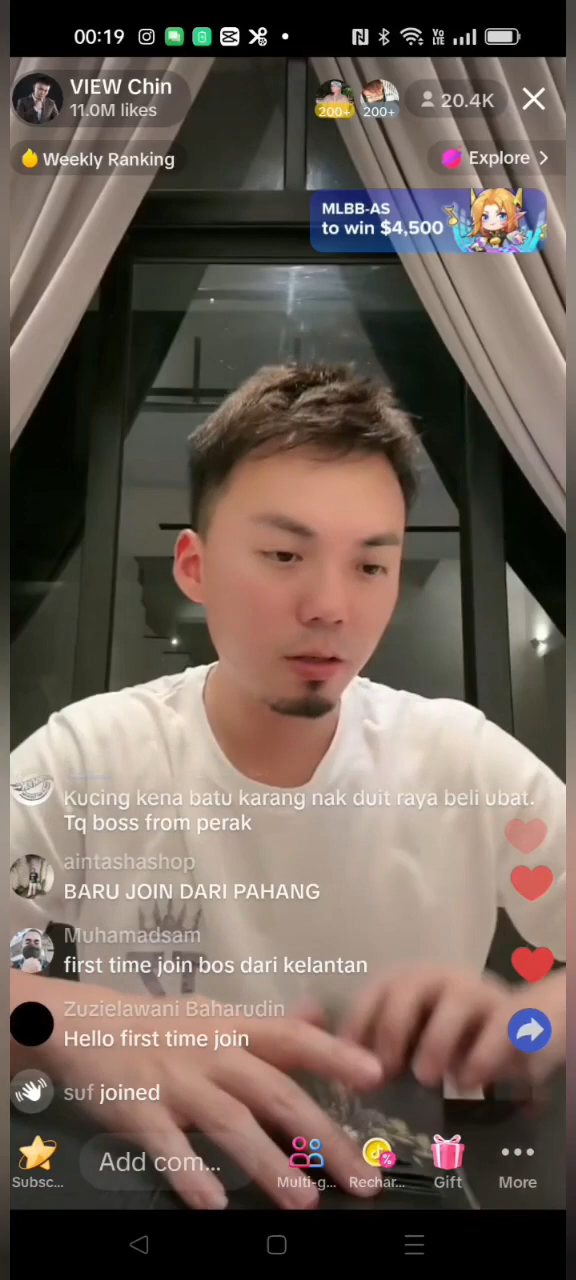 00:19
VIEW Chin
11.0M likes
200+
200+
20.4K
Weekly Ranking
Explore
MLBB-AS
to win $4,500
Kucing kena batu karang nak duit raya beli ubat.
Tq boss from perak
aintashashop
BARU JOIN DARI PAHANG
Muhamadsam
first time join bos dari kelantan
Zuzielawani Baharudin
Hello first time join
suf joined
Add com...
Subsc...
Multi-g...
Rechar...
Gift
More